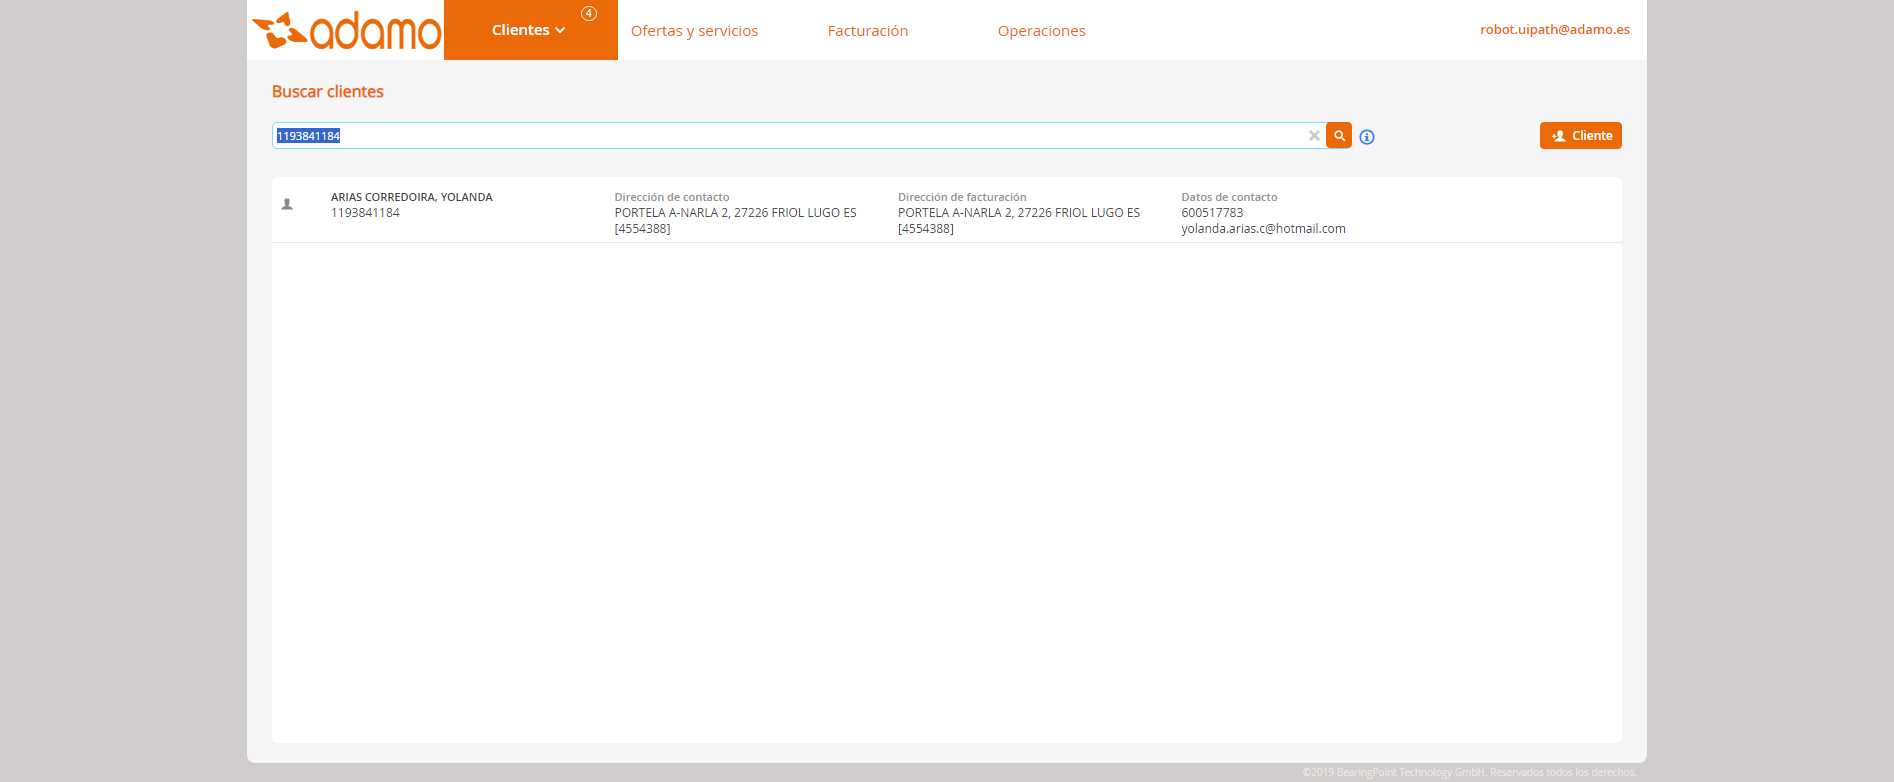 adamo
Clientes
4
Ofertas y servicios
Facturación
Operaciones
robot.uipath@adamo.es
Buscar clientes
1193841184
Cliente
ARIAS CORREDOIRA, YOLANDA
1193841184
Dirección de contacto
PORTELA A-NARLA 2, 27226 FRIOL LUGO ES
[4554388]
Dirección de facturación
PORTELA A-NARLA 2, 27226 FRIOL LUGO ES
[4554388]
Datos de contacto
600517783
yolanda.arias.c@hotmail.com
©2019 BearingPoint Technology GmbH. Reservados todos los derechos.